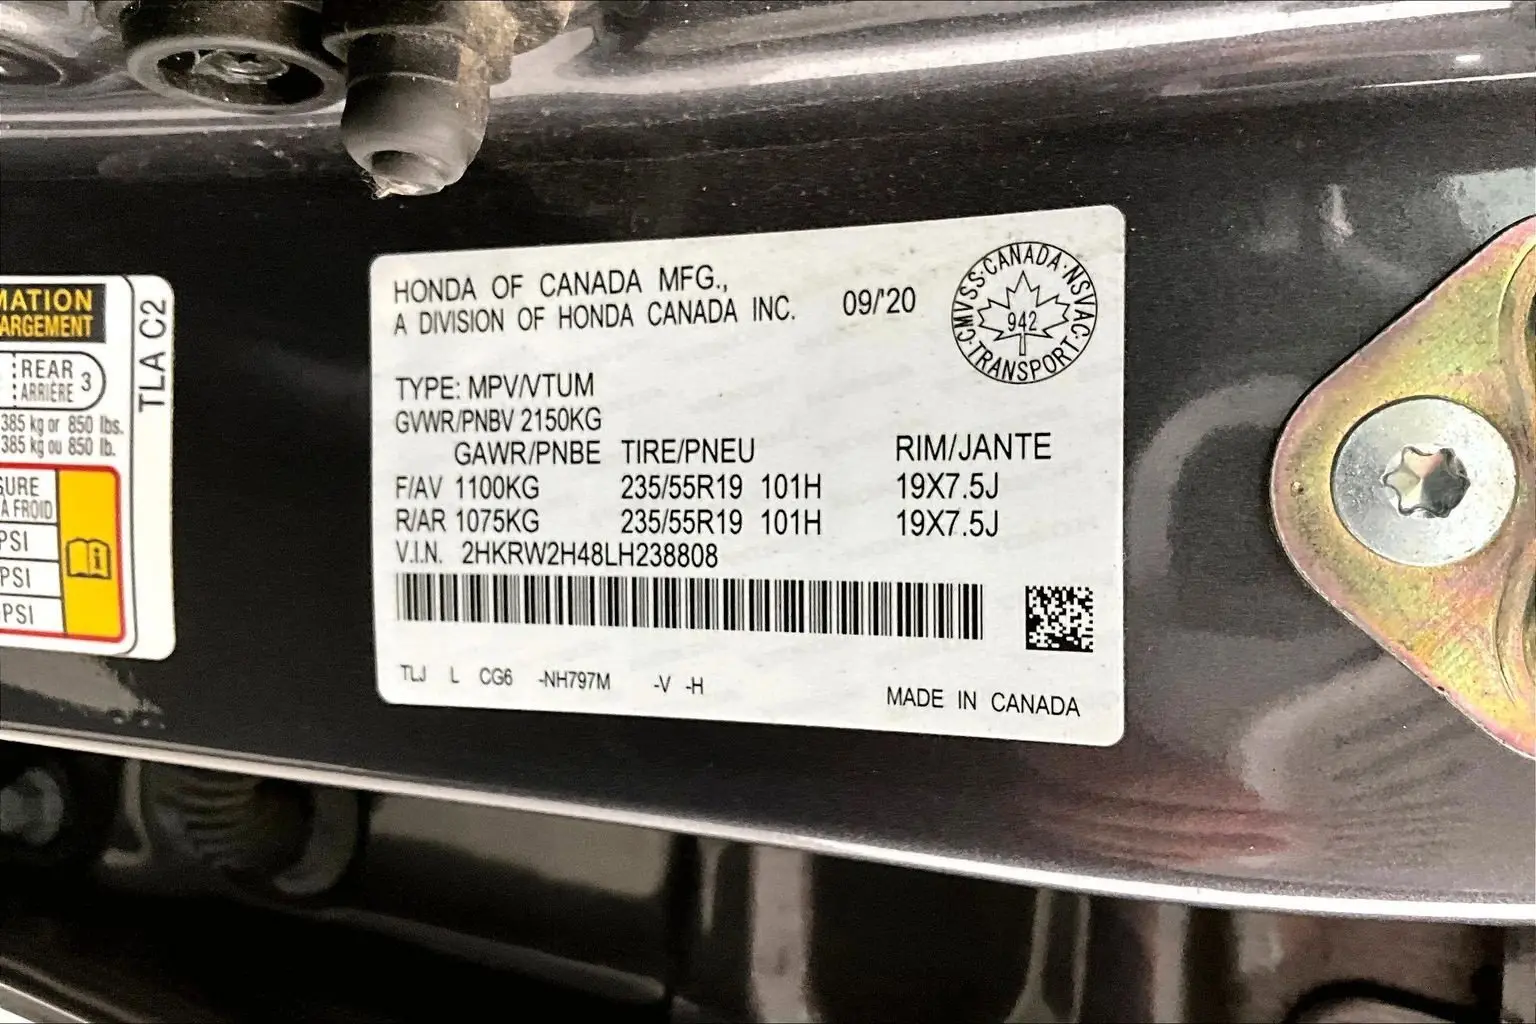 MATION
ARGEMENT
REAR
ARRIÈRE 3
385 kg or 850 lbs.
385 kg ou 850 lb.
SURE
A FROID
PSI
PSI
PSI
TLA C2
HONDA OF CANADA MFG.,
A DIVISION OF HONDA CANADA INC. 09/'20
CMVSS·CANADA·NSVAC·TRANSPORT·
942
TYPE: MPV/VTUM
GVWR/PNBV 2150KG
GAWR/PNBE TIRE/PNEU RIM/JANTE
F/AV 1100KG 235/55R19 101H 19X7.5J
R/AR 1075KG 235/55R19 101H 19X7.5J
V.I.N. 2HKRW2H48LH238808
TLJ L CG6 -NH797M -V -H
MADE IN CANADA